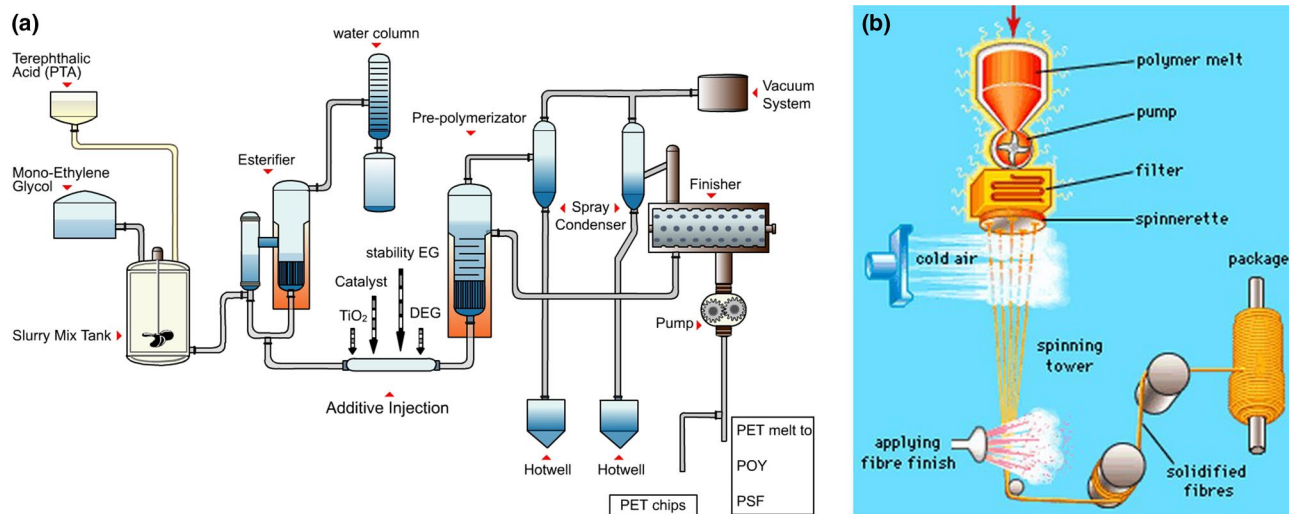 (a)
water column
Terephthalic
Acid (PTA)
Vacuum
System
Pre-polymerizator
Esterifier
Mono-Ethylene
Glycol
Finisher
Spray
Condenser
stability EG
Catalyst
TiO2
DEG
Pump
Slurry Mix Tank
Additive Injection
PET melt to
POY
PSF
Hotwell
Hotwell
PET chips
(b)
polymer melt
pump
filter
spinnerette
cold air
package
spinning
tower
applying
fibre finish
solidified
fibres